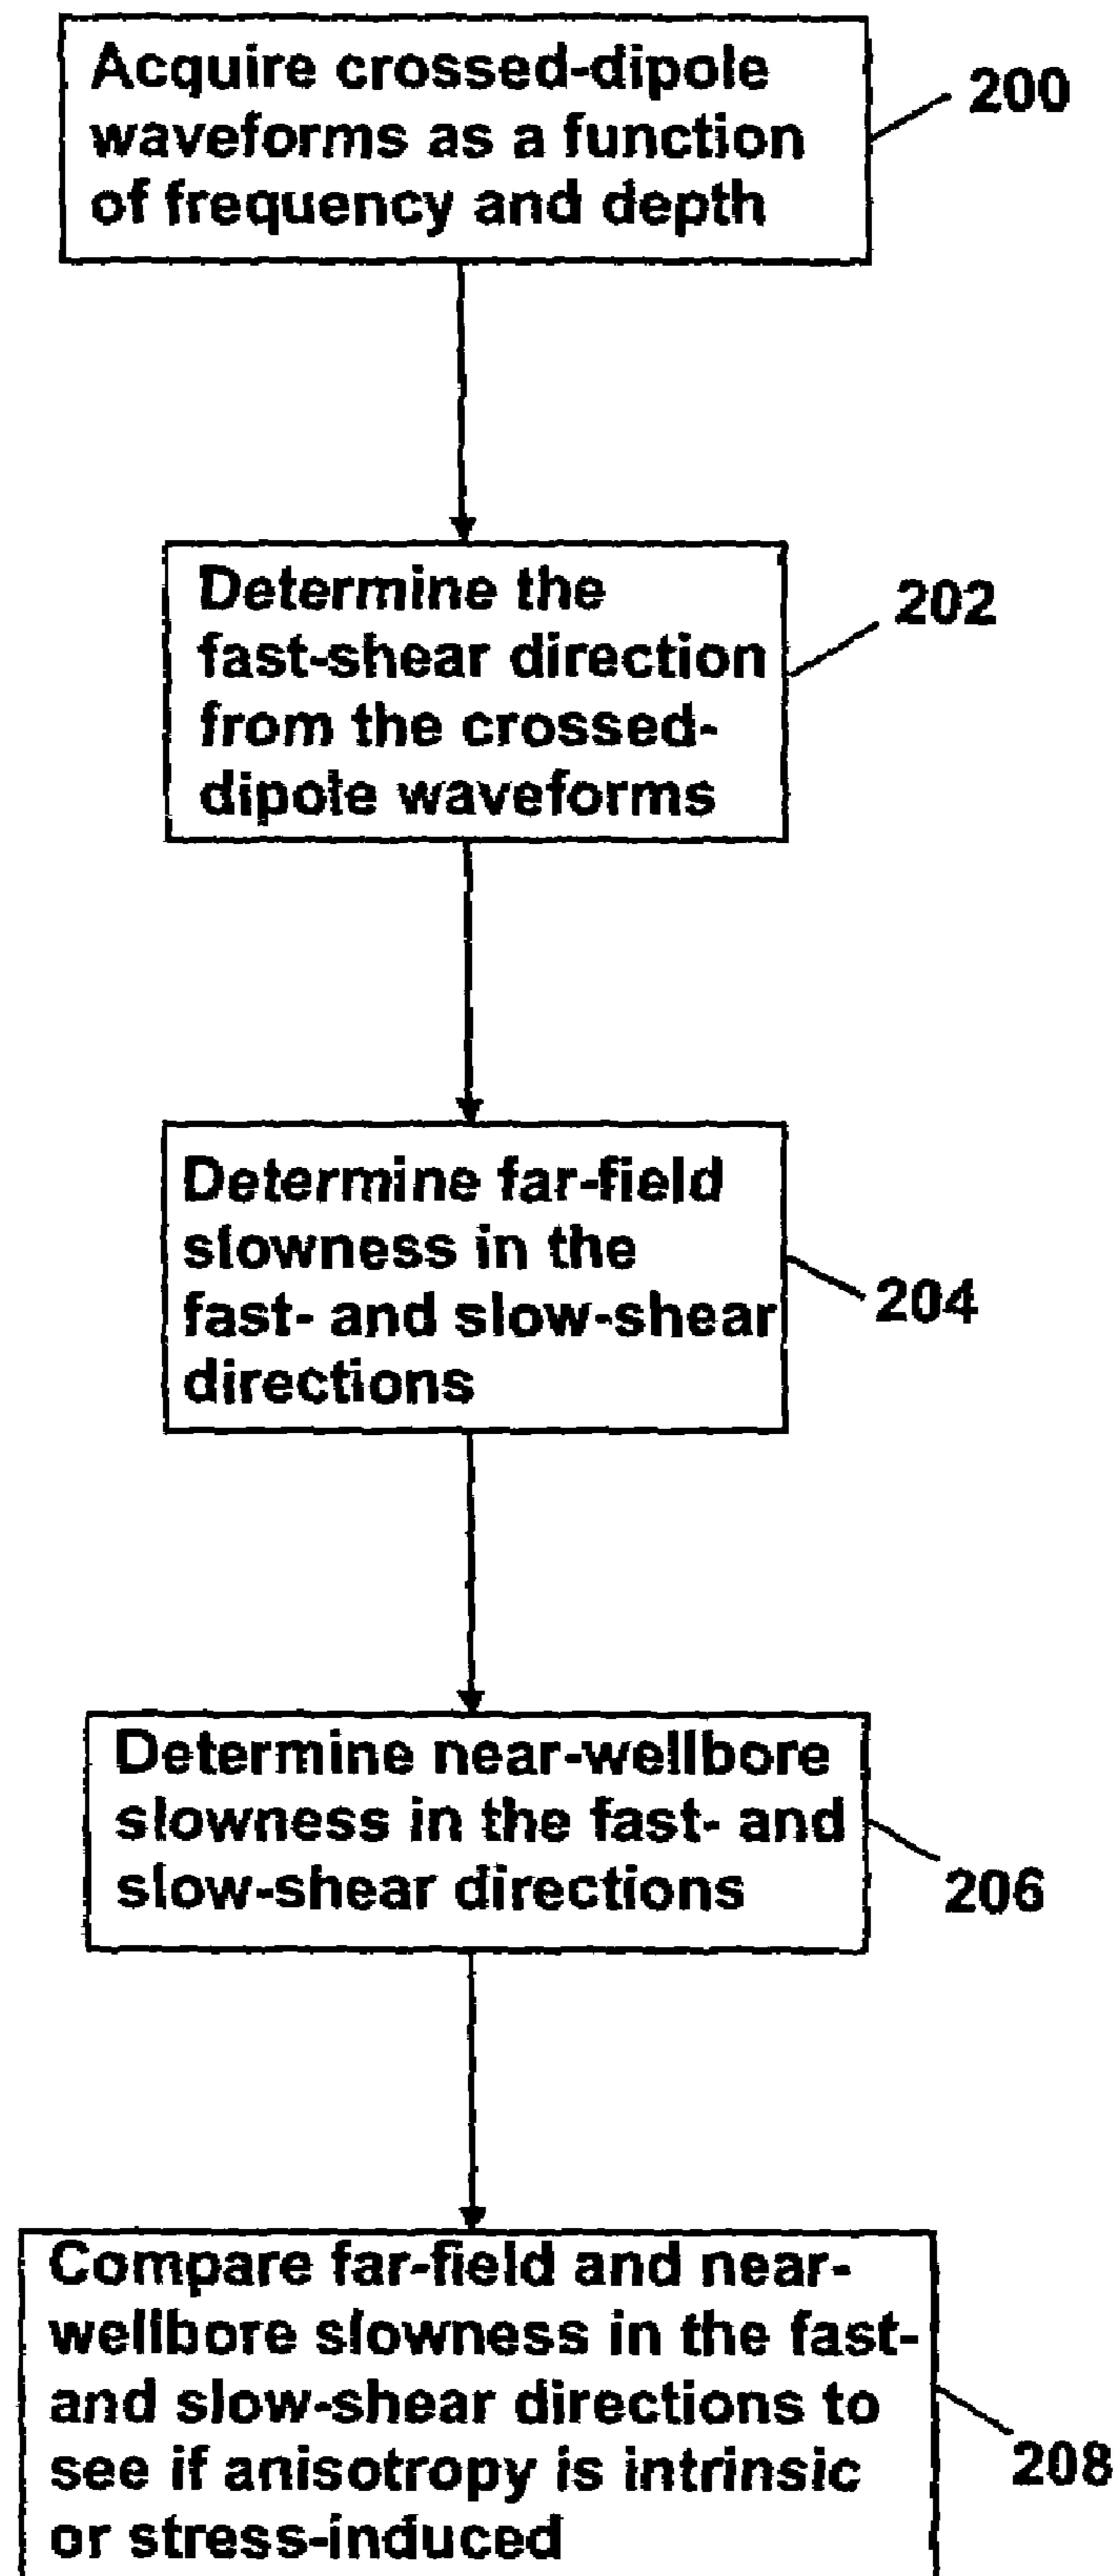 Acquire crossed-dipole
waveforms as a function
of frequency and depth
200
Determine the
fast-shear direction
from the crossed-
dipole waveforms
202
Determine far-field
slowness in the
fast- and slow-shear
directions
204
Determine near-wellbore
slowness in the fast- and
slow-shear directions
206
Compare far-field and near-
wellbore slowness in the fast-
and slow-shear directions to
see if anisotropy is intrinsic
or stress-induced
208